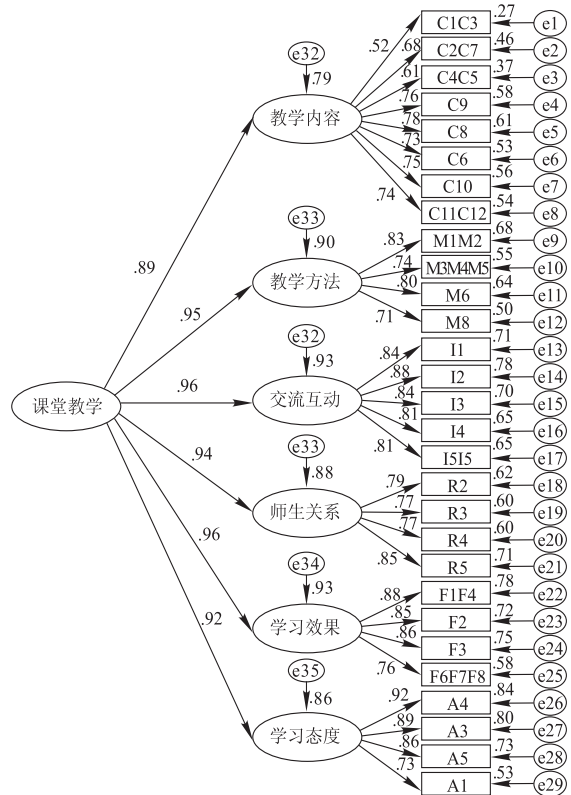 .27
C1C3
e1
e32
.52
.68
.46
C2C7
e2
.79
.61
.37
C4C5
e3
教学内容
.76
.58
C9
e4
.78
.61
C8
e5
.73
.53
C6
e6
.75
.56
C10
e7
.74
.54
C11C12
e8
e33
.83
.68
M1M2
e9
.90
.74
.55
M3M4M5
e10
.89
教学方法
.80
.64
M6
e11
.95
.71
.50
M8
e12
e32
.84
.71
I1
e13
.93
.88
.78
I2
e14
课堂教学
.96
交流互动
.84
.70
I3
e15
.81
.65
I4
e16
.81
.65
I5I5
e17
e33
.94
.88
.79
.62
R2
e18
师生关系
.77
.60
R3
e19
.77
.60
R4
e20
.96
.85
.71
R5
e21
e34
.93
.88
.78
F1F4
e22
.92
学习效果
.85
.72
F2
e23
.86
.75
F3
e24
.76
.58
F6F7F8
e25
e35
.86
.92
.84
A4
e26
学习态度
.89
.80
A3
e27
.86
.73
A5
e28
.73
.53
A1
e29